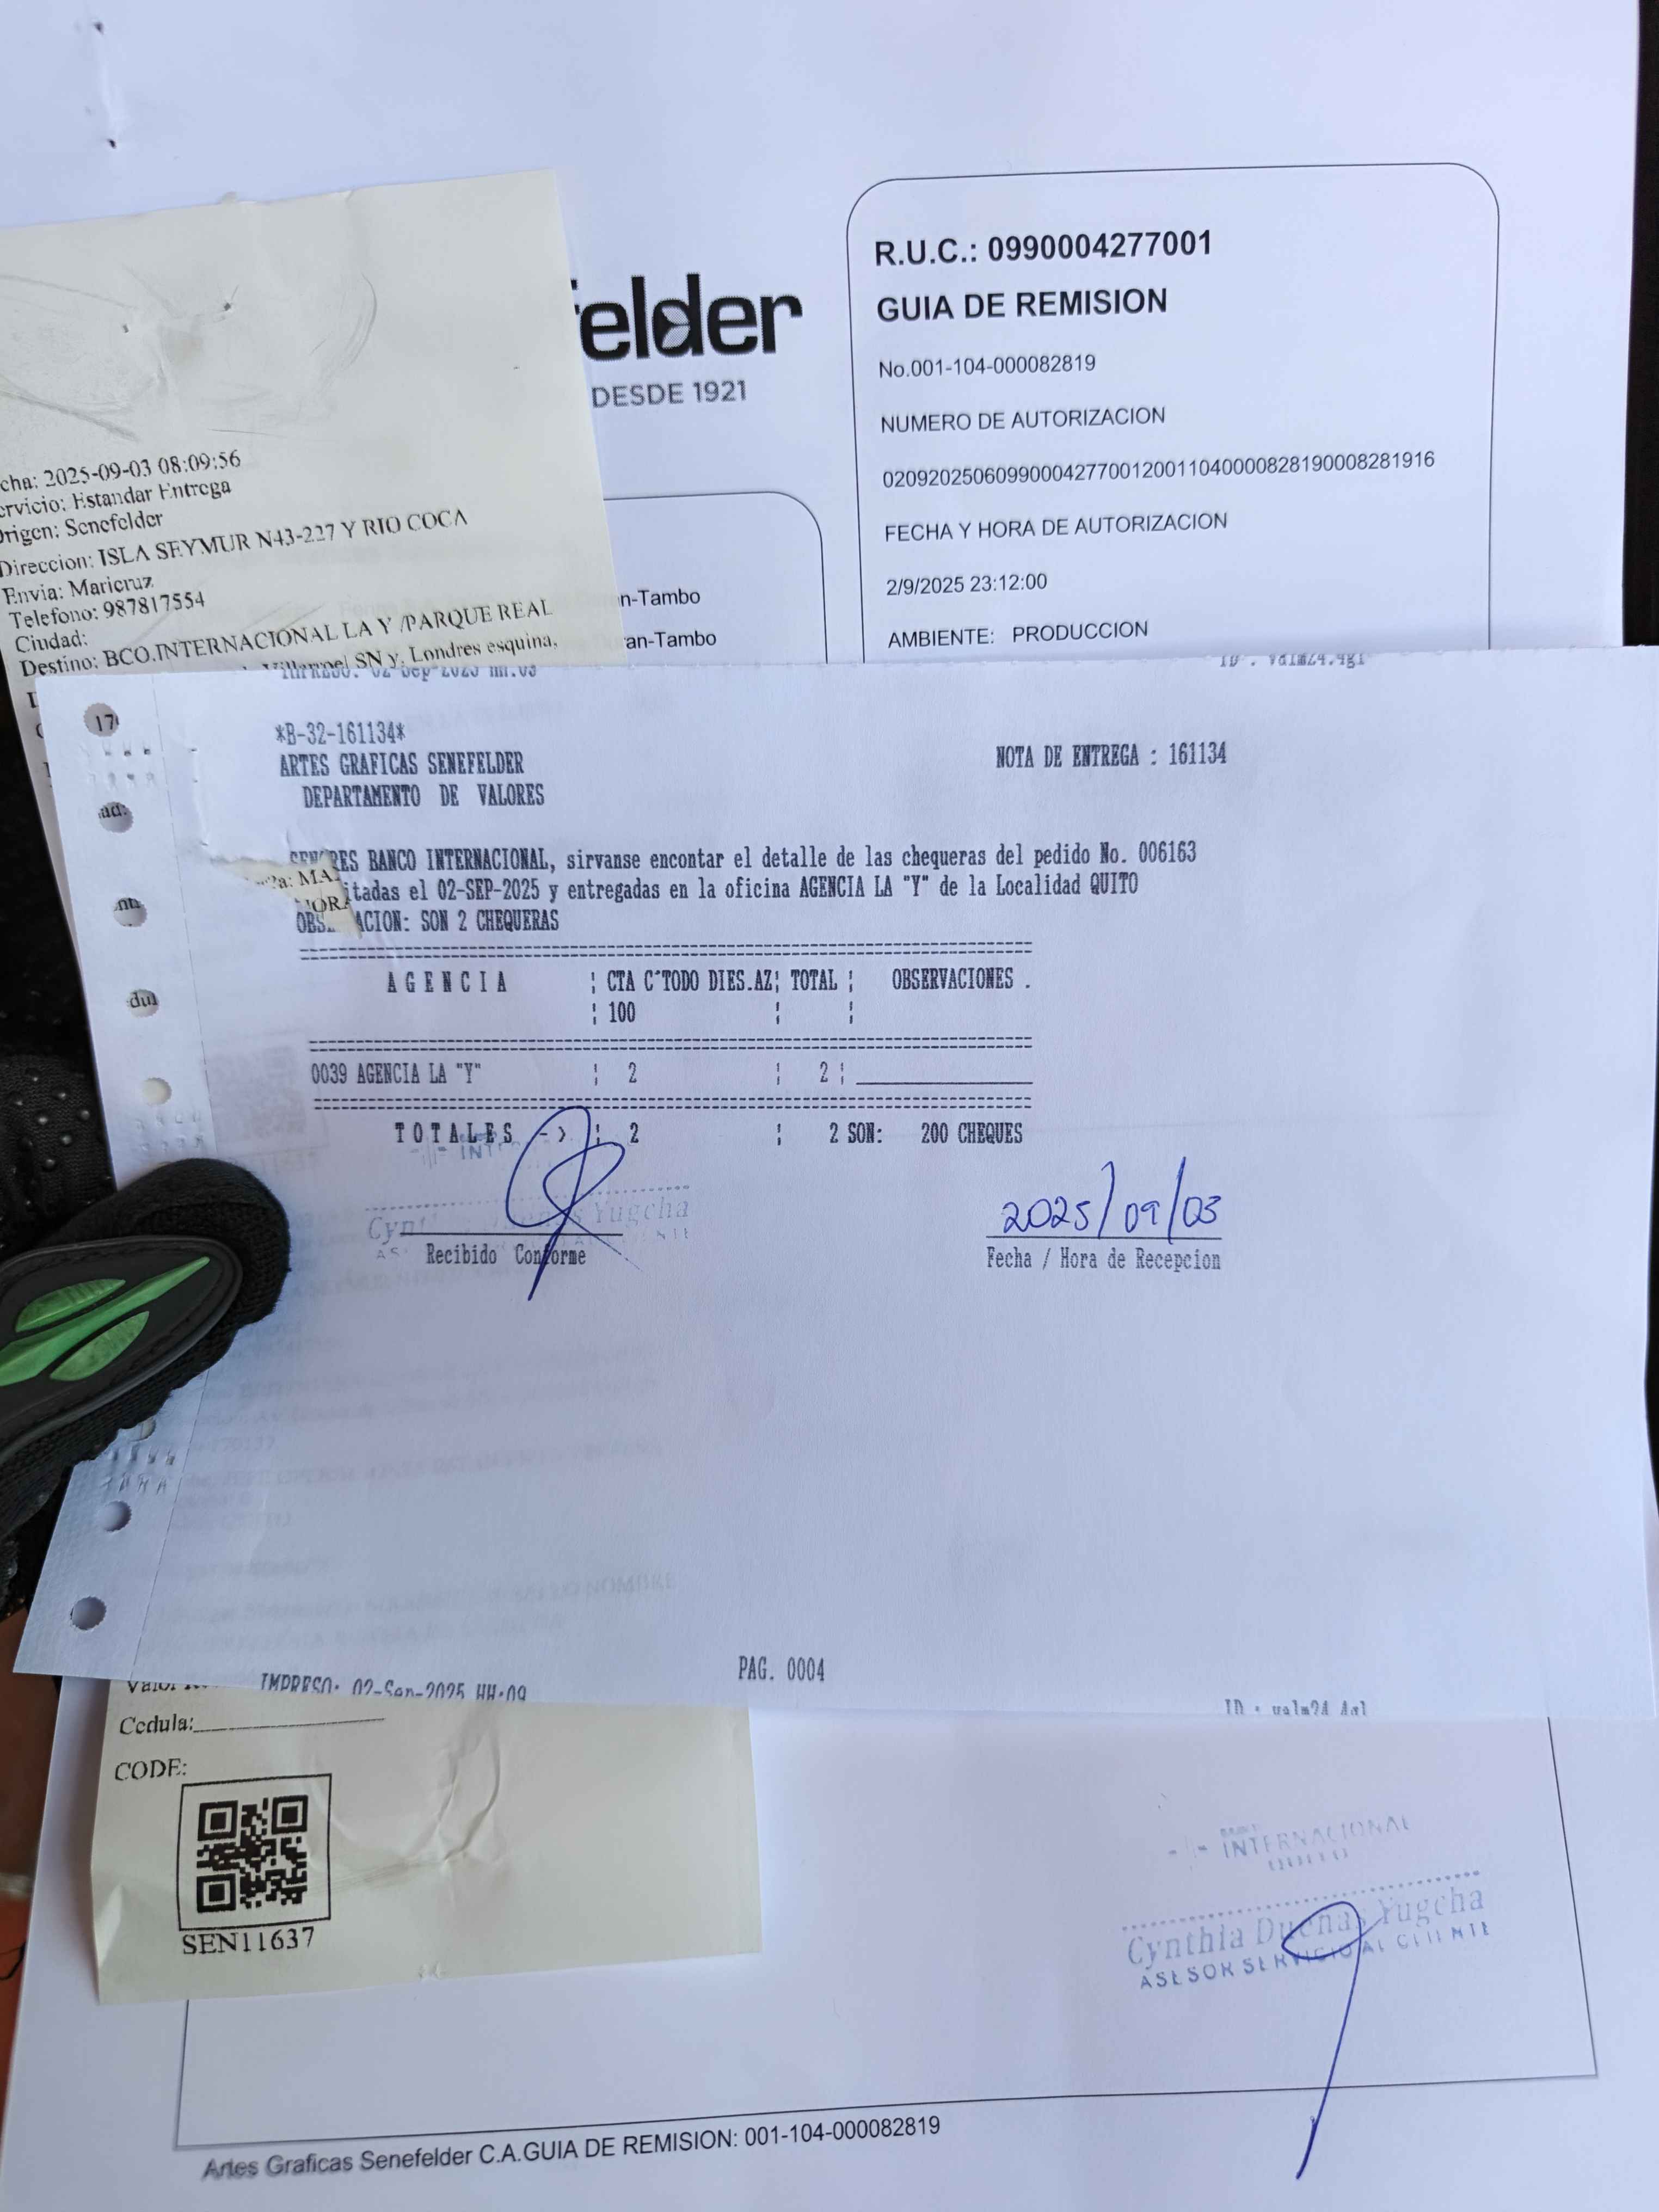 elder
DESDE 1921
R.U.C.: 0990004277001
GUIA DE REMISION
No.001-104-000082819
NUMERO DE AUTORIZACION
0209202506099000427700120011040000828190008281916
FECHA Y HORA DE AUTORIZACION
2/9/2025 23:12:00
AMBIENTE: PRODUCCION
n-Tambo
an-Tambo
cha: 2025-09-03 08:09:56
ervicio: Estandar Entrega
Origen: Senefelder
Direccion: ISLA SEYMUR N43-227 Y RIO COCA
Envia: Maricruz
Telefono: 987817554
Ciudad:
Destino: BCO.INTERNACIONAL LA Y /PARQUE REAL
Villarroel SN y. Londres esquina,
*B-32-161134*
ARTES GRAFICAS SENEFELDER
DEPARTAMENTO DE VALORES
NOTA DE ENTREGA : 161134
RES BANCO INTERNACIONAL, sirvanse encontar el detalle de las chequeras del pedido No. 006163
itadas el 02-SEP-2025 y entregadas en la oficina AGENCIA LA "Y" de la Localidad QUITO
OBS ACION: SON 2 CHEQUERAS
A G E N C I A ¦ CTA C^TODO DIES.AZ¦ TOTAL ¦ OBSERVACIONES .
¦ 100 ¦ ¦
0039 AGENCIA LA "Y" ¦ 2 ¦ 2 ¦
T O T A L E S -> ¦ 2 ¦ 2 SON: 200 CHEQUES
Yugcha
2025/09/03
Recibido Conforme
Fecha / Hora de Recepcion
PAG. 0004
IMPRESO: 02-Sep-2025 HH:09
Cedula:
CODE:
SEN11637
INTERNACIONAL
Cynthia Duenas Yugcha
ASESOR SERVICIO AL CLIENTE
Artes Graficas Senefelder C.A.GUIA DE REMISION: 001-104-000082819